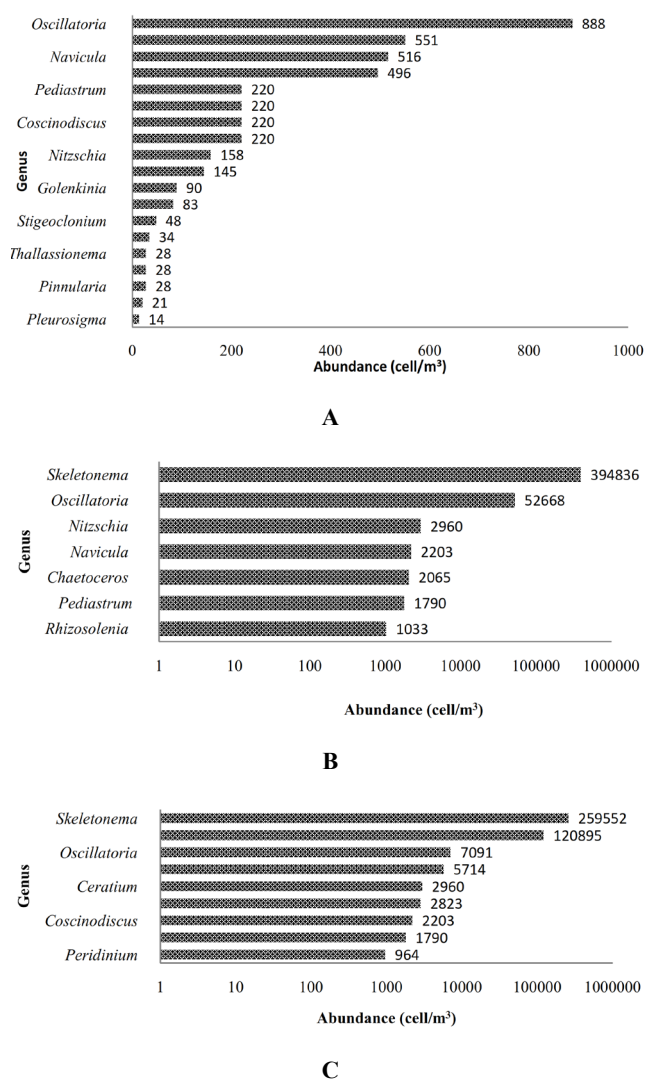 Oscillatoria 888
551
Navicula 516
496
Pediastrum 220
220
Coscinodiscus 220
220
Nitzschia 158
145
Golenkinia 90
83
Stigeoclonium 48
34
Thallassionema 28
28
Pinnularia 28
21
Pleurosigma 14
Genus
0 200 400 600 800 1000
Abundance (cell/m³)
A
Skeletonema 394836
Oscillatoria 52668
Nitzschia 2960
Navicula 2203
Chaetoceros 2065
Pediastrum 1790
Rhizosolenia 1033
Genus
1 10 100 1000 10000 100000 1000000
Abundance (cell/m³)
B
Skeletonema 259552
120895
Oscillatoria 7091
5714
Ceratium 2960
2823
Coscinodiscus 2203
1790
Peridinium 964
Genus
1 10 100 1000 10000 100000 1000000
Abundance (cell/m³)
C